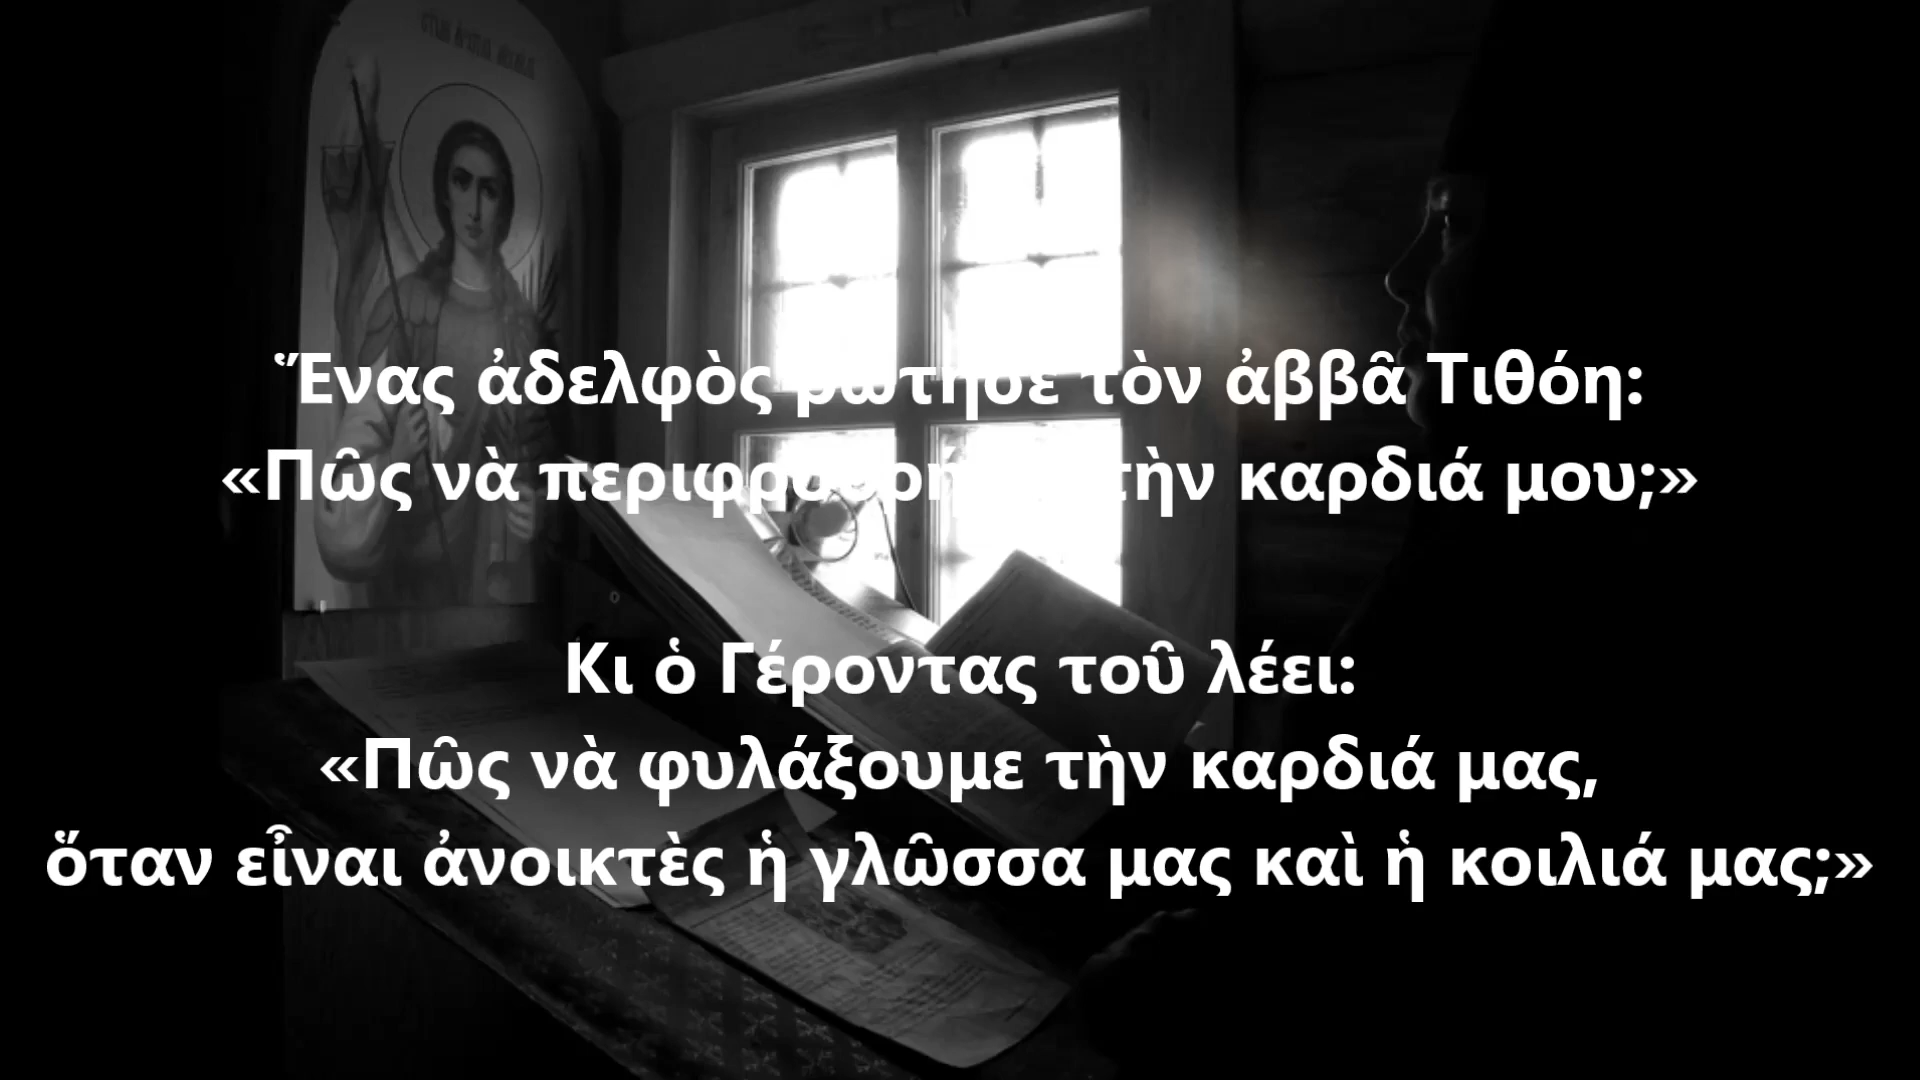 Ἕνας ἀδελφὸς ρώτησε τὸν ἀββᾶ Τιθόη:
«Πῶς νὰ τὴν καρδιά μου;»
Κι ὁ Γέροντας τοῦ λέει:
«Πῶς νὰ φυλάξουμε τὴν καρδιά μας,
ὅταν εἶναι ἀνοικτὲς ἡ γλῶσσα μας καὶ ἡ κοιλιά μας;»